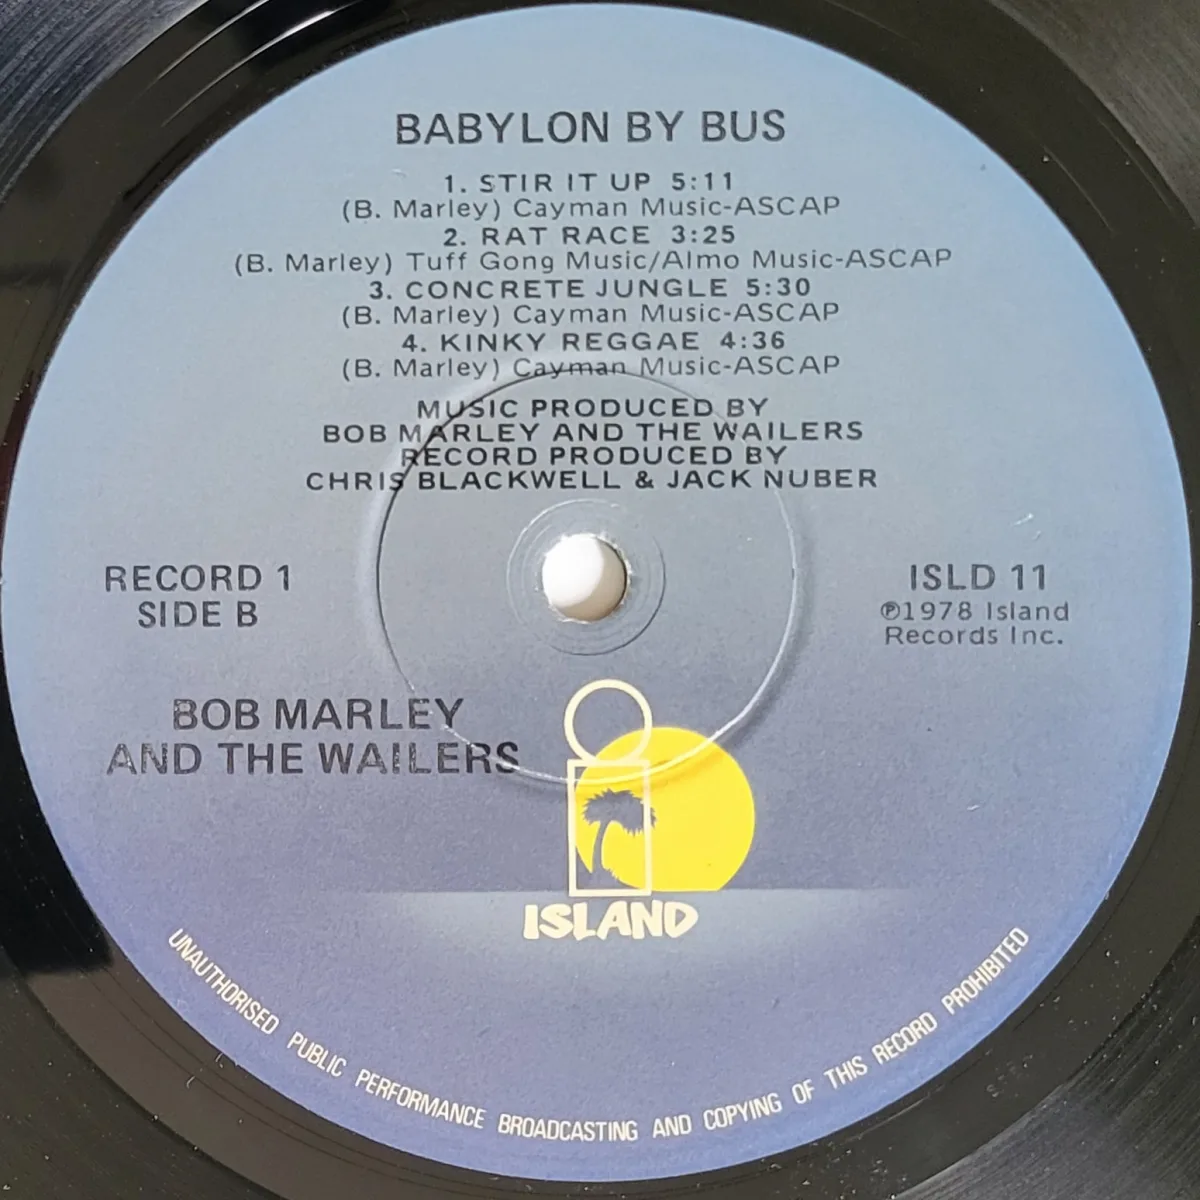 BABYLON BY BUS
1. STIR IT UP 5:11
(B. Marley) Cayman Music-ASCAP
2. RAT RACE 3:25
(B. Marley) Tuff Gong Music/Almo Music-ASCAP
3. CONCRETE JUNGLE 5:30
(B. Marley) Cayman Music-ASCAP
4. KINKY REGGAE 4:36
(B. Marley) Cayman Music-ASCAP
MUSIC PRODUCED BY
BOB MARLEY AND THE WAILERS
RECORD PRODUCED BY
CHRIS BLACKWELL & JACK NUBER
RECORD 1
SIDE B
ISLD 11
℗1978 Island
Records Inc.
BOB MARLEY
AND THE WAILERS
ISLAND
UNAUTHORISED PUBLIC PERFORMANCE BROADCASTING AND COPYING OF THIS RECORD PROHIBITED